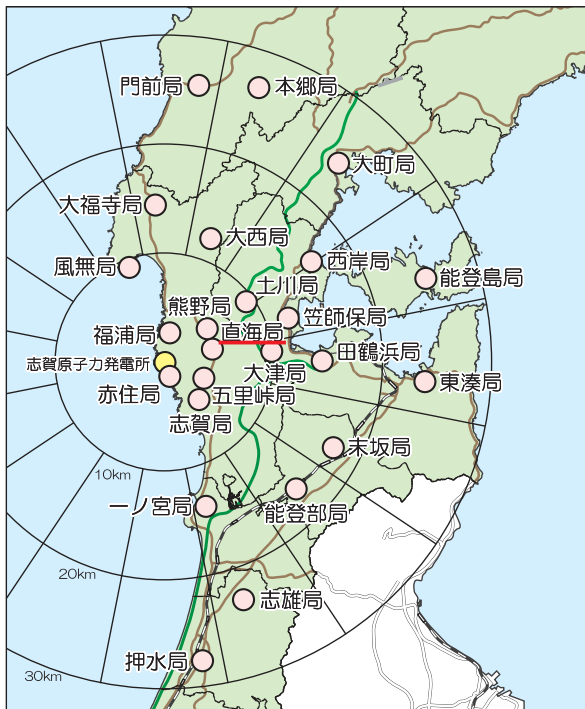 門前局
本郷局
大町局
大福寺局
大西局
西岸局
風無局
能登島局
土川局
熊野局
笠師保局
福浦局
直海局
志賀原子力発電所
田鶴浜局
大津局
赤住局
五里峠局
東湊局
志賀局
末坂局
10km
一ノ宮局
能登部局
20km
志雄局
押水局
30km